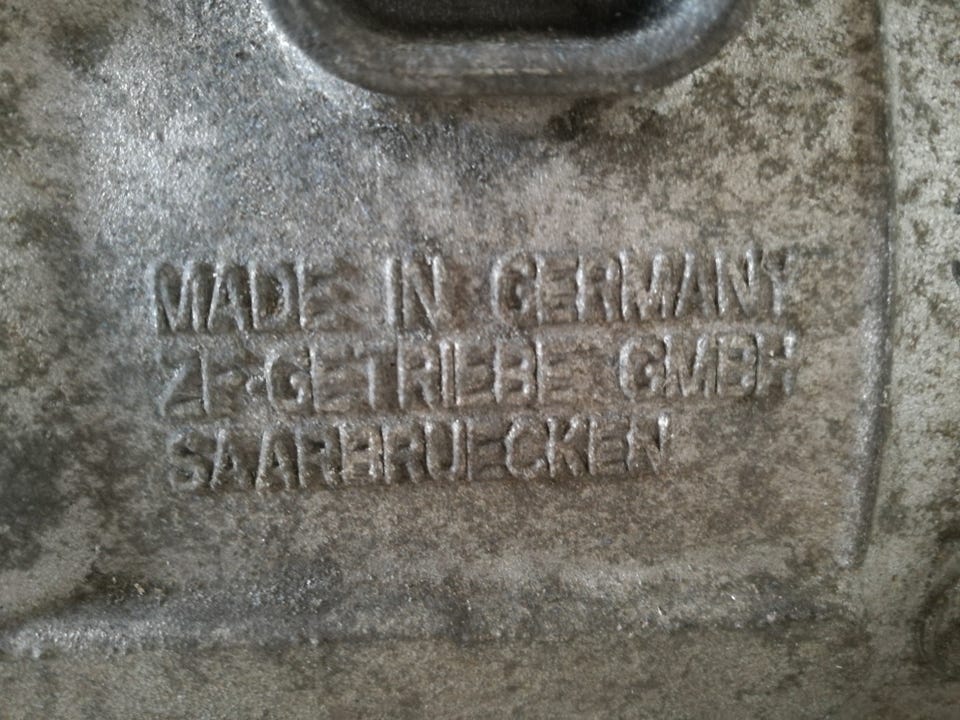 MADE IN GERMANY
ZF-GETRIEBE GMBH
SAARBRUECKEN